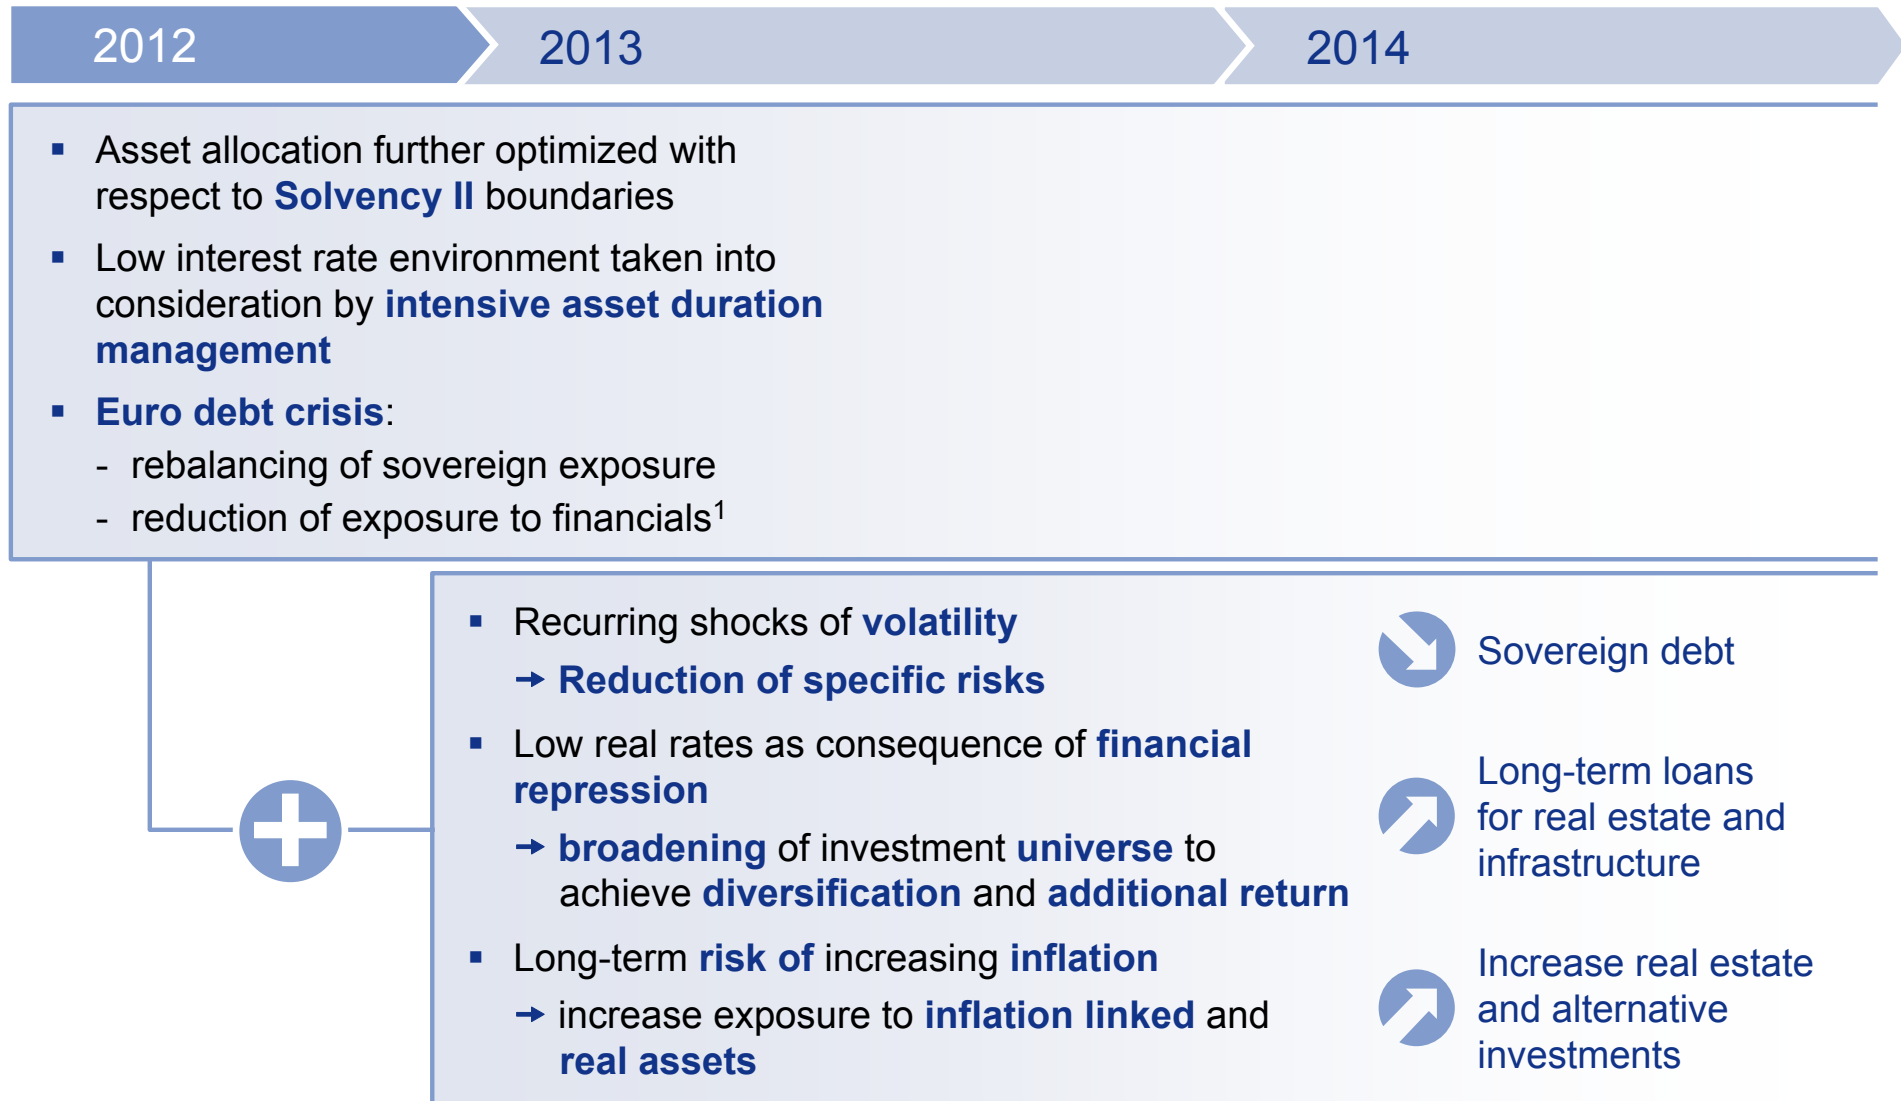 2012
2013
2014
▪ Asset allocation further optimized with
respect to Solvency II boundaries
▪ Low interest rate environment taken into
consideration by intensive asset duration
management
▪ Euro debt crisis:
- rebalancing of sovereign exposure
- reduction of exposure to financials¹
▪ Recurring shocks of volatility
→ Reduction of specific risks
▪ Low real rates as consequence of financial
repression
→ broadening of investment universe to
achieve diversification and additional return
▪ Long-term risk of increasing inflation
→ increase exposure to inflation linked and
real assets
Sovereign debt
Long-term loans
for real estate and
infrastructure
Increase real estate
and alternative
investments